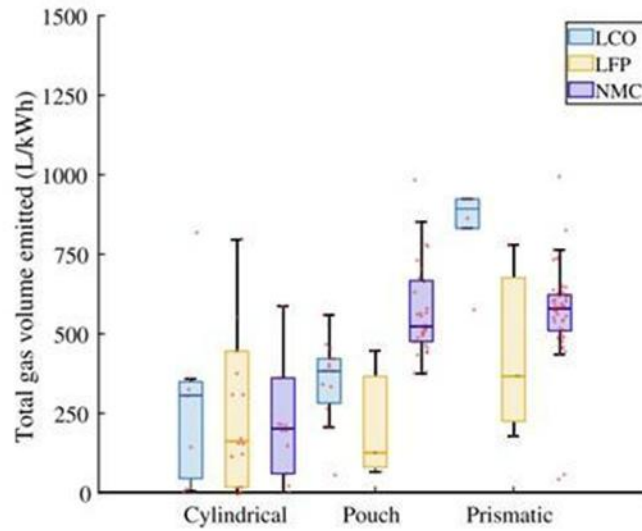 Total gas volume emitted (L/kWh)
1500
1250
1000
750
500
250
0
LCO
LFP
NMC
Cylindrical Pouch Prismatic